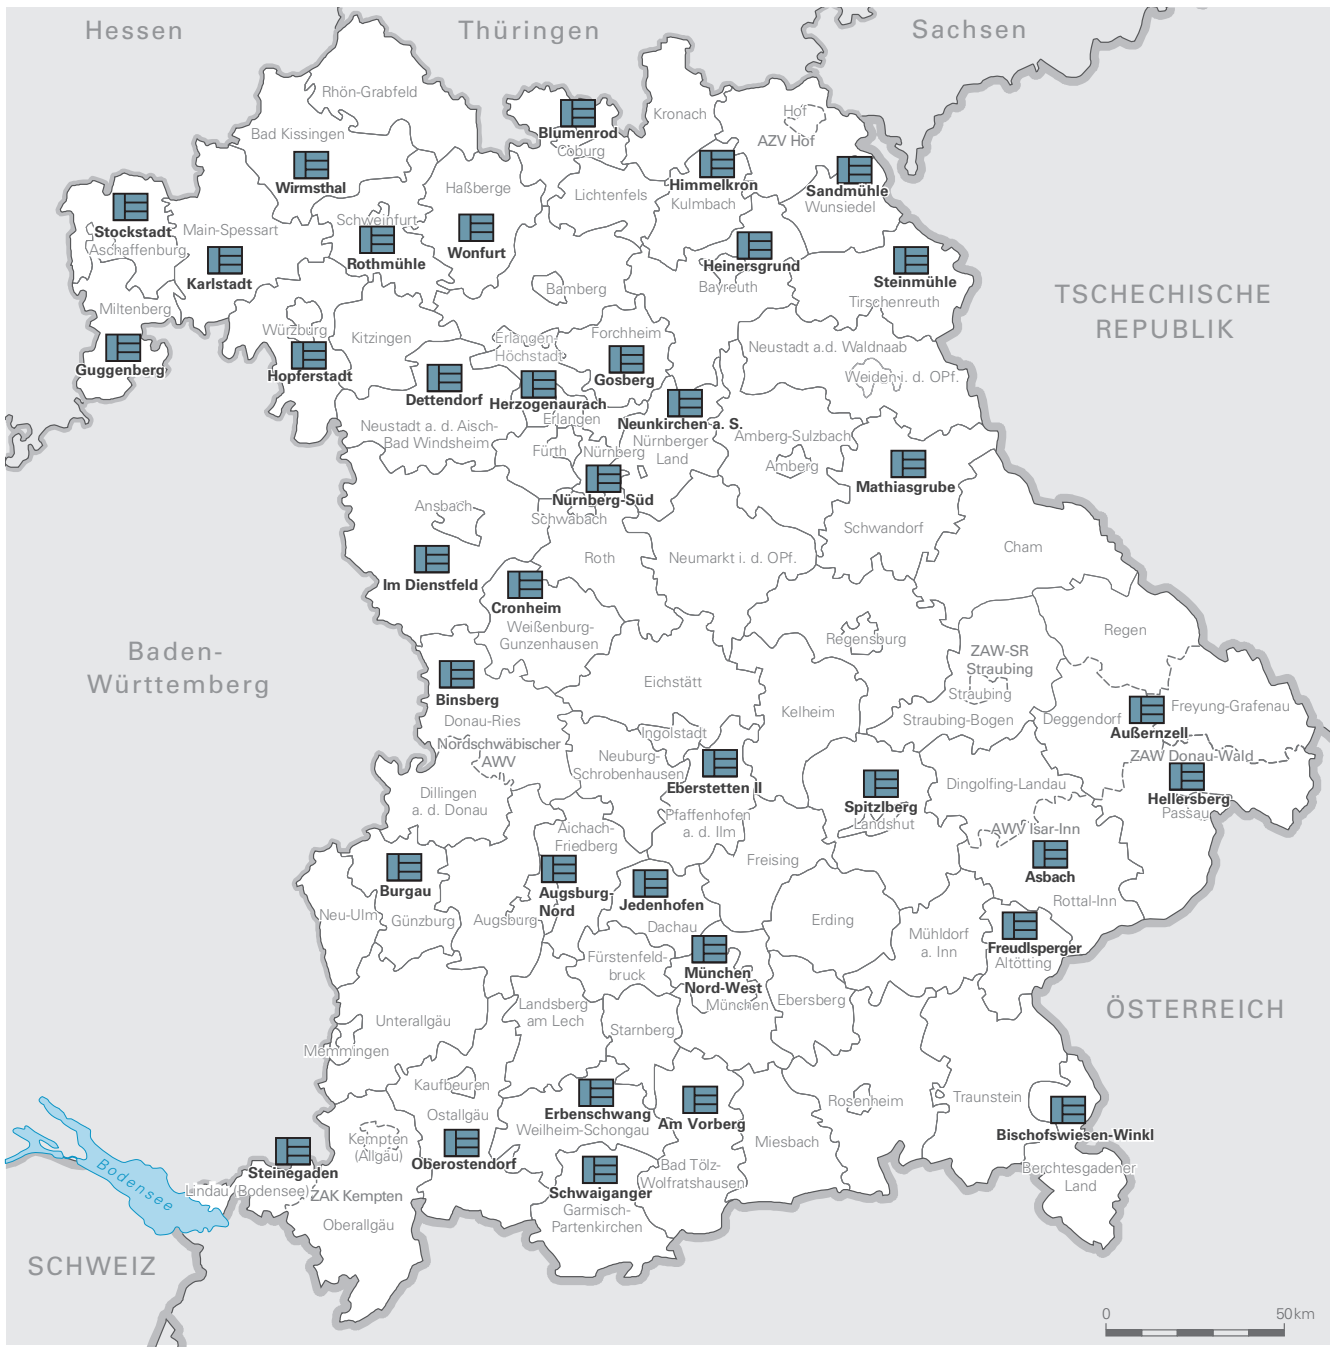 Hessen
Thüringen
Sachsen
Rhön-Grabfeld
Kronach
Hof
Bad Kissingen
Blumenrod
Coburg
AZV Hof
Wirmsthal
Haßberge
Lichtenfels
Himmelkron
Kulmbach
Sandmühle
Wunsiedel
Stockstadt
Aschaffenburg
Main-Spessart
Schweinfurt
Rothmühle
Wonfurt
Karlstadt
Heinersgrund
Bayreuth
Steinmühle
Tirschenreuth
Bamberg
TSCHECHISCHE
REPUBLIK
Miltenberg
Würzburg
Kitzingen
Erlangen-
Höchstadt
Forchheim
Neustadt a.d. Waldnaab
Guggenberg
Hopferstadt
Gosberg
Weiden i. d. OPf.
Dettendorf
Herzogenaurach
Erlangen
Neunkirchen a. S.
Neustadt a. d. Aisch-
Bad Windsheim
Fürth
Nürnberg
Nürnberger
Land
Amberg-Sulzbach
Amberg
Mathiasgrube
Nürnberg-Süd
Schwabach
Ansbach
Schwandorf
Roth
Neumarkt i. d. OPf.
Cham
Im Dienstfeld
Cronheim
Weißenburg-
Gunzenhausen
Regensburg
Regen
Baden-
Württemberg
ZAW-SR
Straubing
Straubing
Straubing-Bogen
Eichstätt
Binsberg
Donau-Ries
Kelheim
Deggendorf
Freyung-Grafenau
Außernzell
Nordschwäbischer
AWV
Ingolstadt
Neuburg-
Schrobenhausen
Eberstetten II
ZAW Donau-Wald
Dillingen
a. d. Donau
Pfaffenhofen
a. d. Ilm
Spitzlberg
Landshut
Dingolfing-Landau
Hellersberg
Passau
Aichach-
Friedberg
AWV Isar-Inn
Asbach
Freising
Burgau
Augsburg-
Nord
Jedenhofen
Rottal-Inn
Neu-Ulm
Günzburg
Augsburg
Dachau
Erding
Mühldorf
a. Inn
Freudlsperger
Altötting
Fürstenfeld-
bruck
München
Nord-West
München
Ebersberg
Landsberg
am Lech
Starnberg
ÖSTERREICH
Unterallgäu
Memmingen
Kaufbeuren
Ostallgäu
Erbenschwang
Weilheim-Schongau
Am Vorberg
Rosenheim
Traunstein
Bischofswiesen-Winkl
Kempten
(Allgäu)
Oberostendorf
Miesbach
Bad Tölz-
Wolfratshausen
Berchtesgadener
Land
Bodensee
Steinegaden
Lindau (Bodensee)
ZAK Kempten
Schwaiganger
Garmisch-
Partenkirchen
Oberallgäu
SCHWEIZ
0
50 km